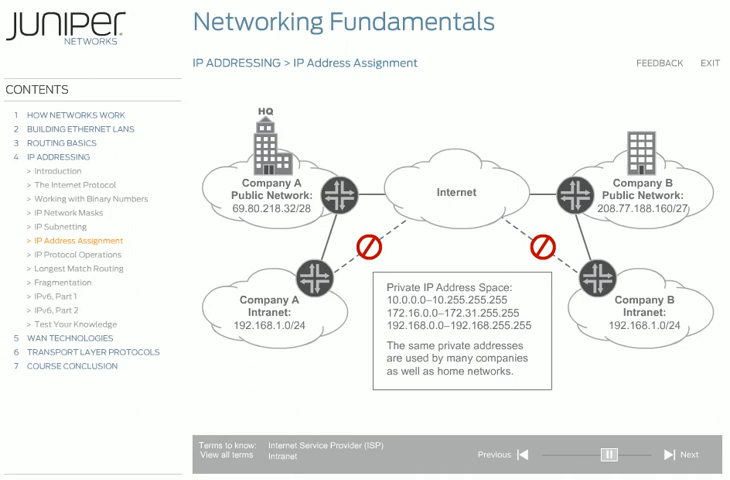 JUNIPER
NETWORKS
Networking Fundamentals
IP ADDRESSING > IP Address Assignment
FEEDBACK EXIT
CONTENTS
1 HOW NETWORKS WORK
2 BUILDING ETHERNET LANS
3 ROUTING BASICS
4 IP ADDRESSING
> Introduction
> The Internet Protocol
> Working with Binary Numbers
> IP Network Masks
> IP Subnetting
> IP Address Assignment
> IP Protocol Operations
> Longest Match Routing
> Fragmentation
> IPv6, Part 1
> IPv6, Part 2
> Test Your Knowledge
5 WAN TECHNOLOGIES
6 TRANSPORT LAYER PROTOCOLS
7 COURSE CONCLUSION
HQ
Company A
Public Network:
69.80.218.32/28
Internet
Company B
Public Network:
208.77.188.160/27
Company A
Intranet:
192.168.1.0/24
Private IP Address Space:
10.0.0.0–10.255.255.255
172.16.0.0–172.31.255.255
192.168.0.0–192.168.255.255
The same private addresses
are used by many companies
as well as home networks.
Company B
Intranet:
192.168.1.0/24
Terms to know: Internet Service Provider (ISP)
View all terms Intranet
Previous Next